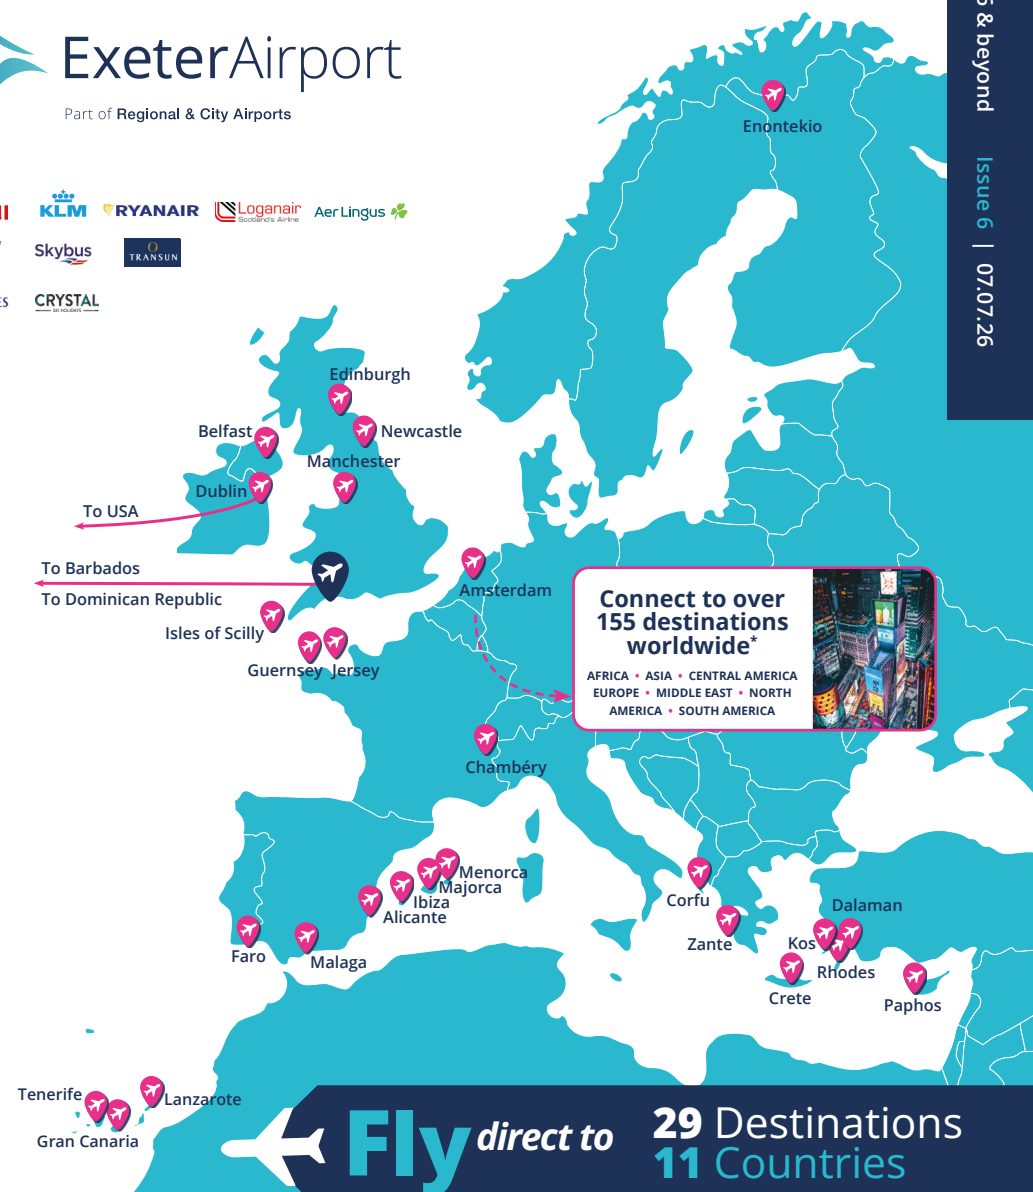 ExeterAirport
Part of Regional & City Airports
& beyond
Issue 6 | 07.07.26
KLM
RYANAIR
Loganair
Scotland's Airline
Aer Lingus
Skybus
TRANSUN
CRYSTAL
SKI HOLIDAYS
Enontekio
Edinburgh
Belfast
Newcastle
Manchester
Dublin
To USA
To Barbados
To Dominican Republic
Amsterdam
Isles of Scilly
Guernsey
Jersey
Connect to over
155 destinations
worldwide*
AFRICA • ASIA • CENTRAL AMERICA
EUROPE • MIDDLE EAST • NORTH
AMERICA • SOUTH AMERICA
Chambéry
Menorca
Majorca
Ibiza
Alicante
Faro
Malaga
Corfu
Zante
Dalaman
Kos
Rhodes
Crete
Paphos
Tenerife
Lanzarote
Gran Canaria
Fly direct to
29 Destinations
11 Countries